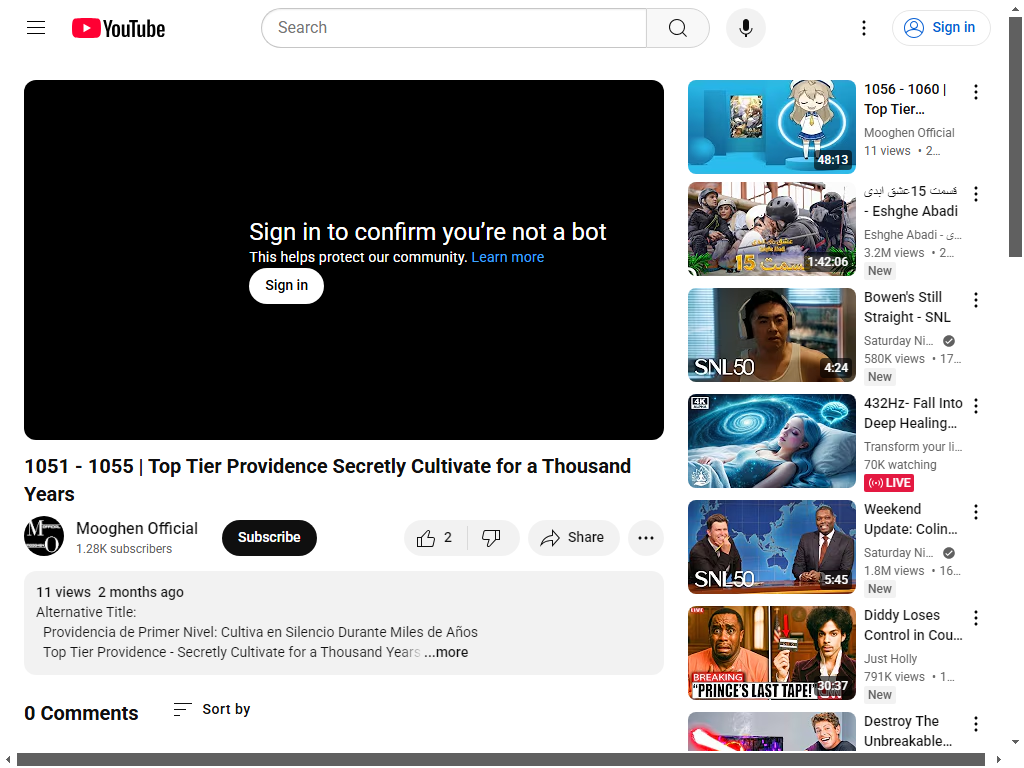 YouTube
Search
Sign in
Sign in to confirm you’re not a bot
This helps protect our community. Learn more
Sign in
1051 - 1055 | Top Tier Providence Secretly Cultivate for a Thousand
Years
Mooghen Official
1.28K subscribers
Subscribe
2
Share
11 views 2 months ago
Alternative Title:
Providencia de Primer Nivel: Cultiva en Silencio Durante Miles de Años
Top Tier Providence - Secretly Cultivate for a Thousand Years ...more
0 Comments
Sort by
48:13
1056 - 1060 |
Top Tier…
Mooghen Official
11 views • 2…
قسمت 15
1:42:06
قسمت 15عشق ابدی
- Eshghe Abadi
Eshghe Abadi - ی…
3.2M views • 2…
New
SNL50
4:24
Bowen's Still
Straight - SNL
Saturday Ni…
580K views • 17…
New
4K
432Hz- Fall Into
Deep Healing…
Transform your li…
70K watching
LIVE
SNL50
5:45
Weekend
Update: Colin…
Saturday Ni…
1.8M views • 16…
New
LIVE
BREAKING
"PRINCE'S LAST TAPE!"
30:37
Diddy Loses
Control in Cou…
Just Holly
791K views • 1…
New
Destroy The
Unbreakable…